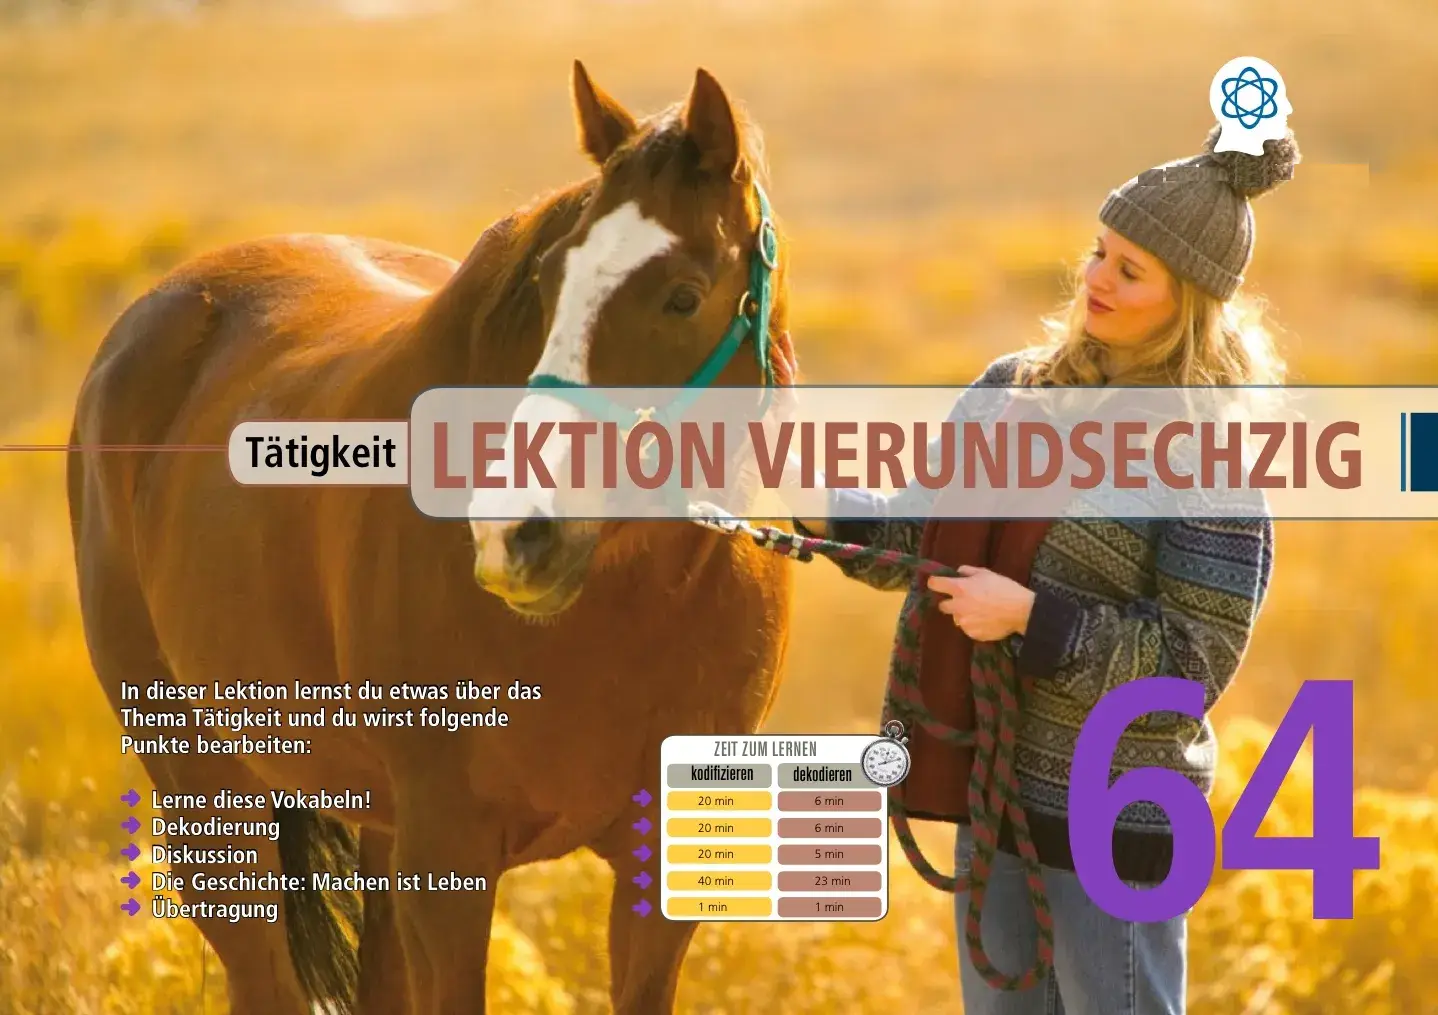 Tätigkeit
LEKTION VIERUNDSECHZIG
In dieser Lektion lernst du etwas über das
Thema Tätigkeit und du wirst folgende
Punkte bearbeiten:
Lerne diese Vokabeln!
Dekodierung
Diskussion
Die Geschichte: Machen ist Leben
Übertragung
ZEIT ZUM LERNEN
kodifizieren dekodieren
20 min 6 min
20 min 6 min
20 min 5 min
40 min 23 min
1 min 1 min
64